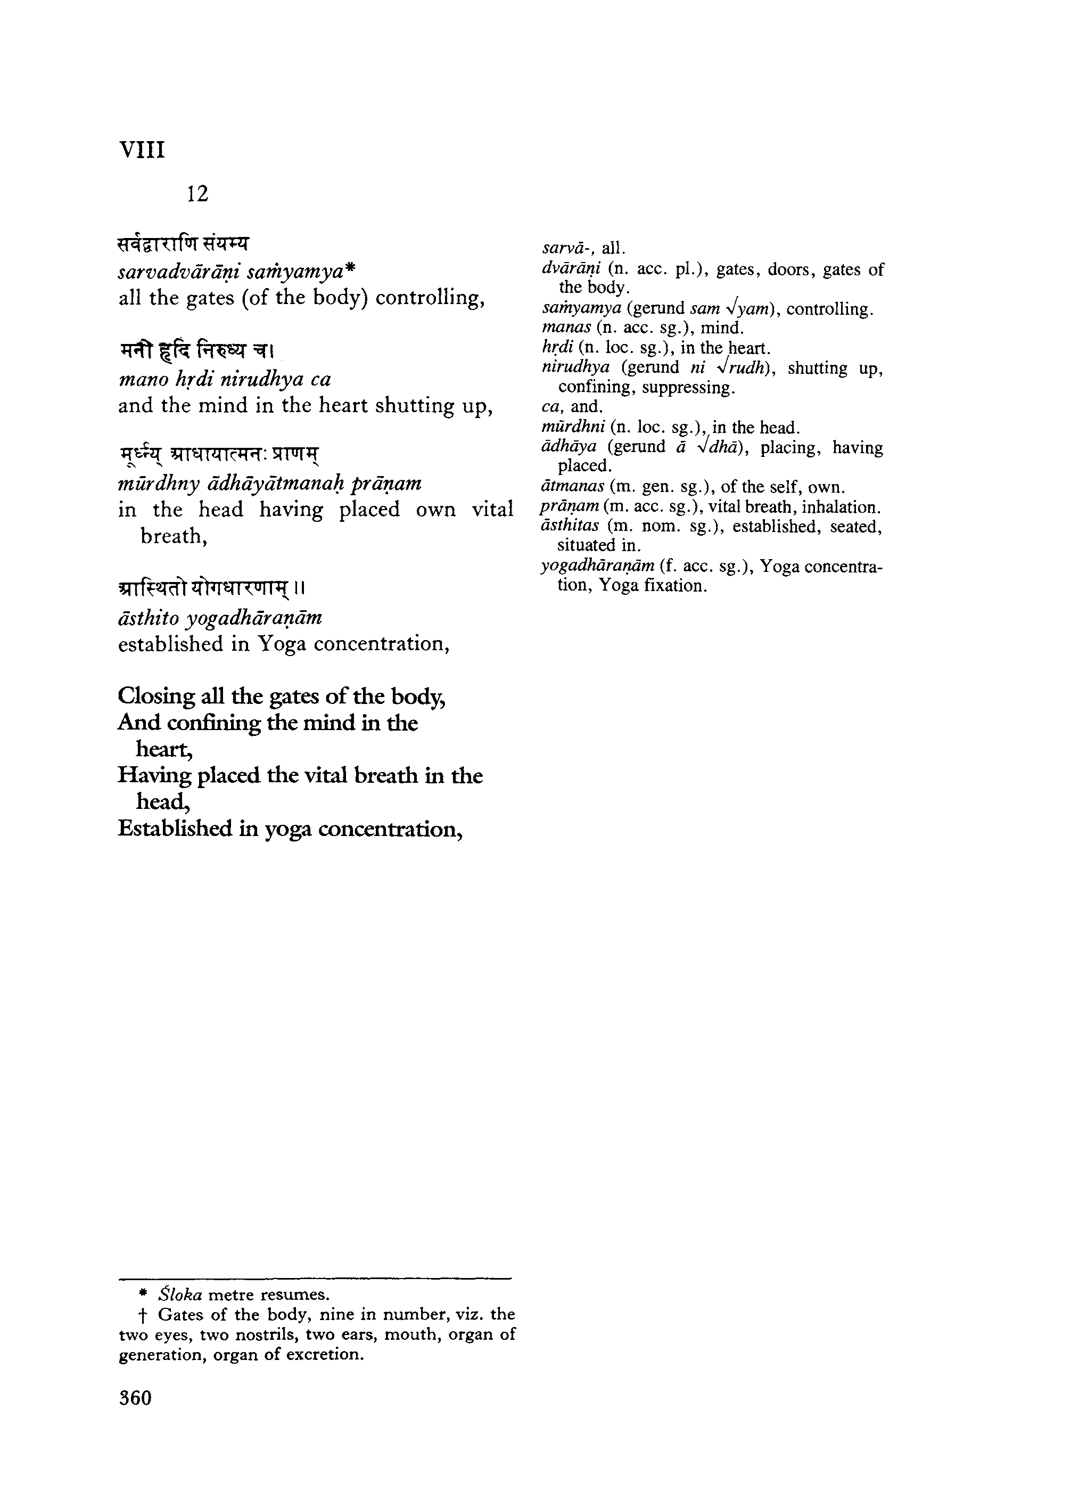 VIII
12
सर्वद्वाराणि संयम्य
sarvadvārāṇi saṁyamya*
all the gates (of the body) controlling,
मनो हृदि निरुध्य च।
mano hṛdi nirudhya ca
and the mind in the heart shutting up,
मूर्ध्न्य् आधायात्मनः प्राणम्
mūrdhny ādhāyātmanaḥ prāṇam
in the head having placed own vital
breath,
आस्थितो योगधारणाम्॥
āsthito yogadhāraṇām
established in Yoga concentration,
Closing all the gates of the body,
And confining the mind in the
heart,
Having placed the vital breath in the
head,
Established in yoga concentration,
sarvā-, all.
dvārāṇi (n. acc. pl.), gates, doors, gates of
the body.
saṁyamya (gerund sam √yam), controlling.
manas (n. acc. sg.), mind.
hṛdi (n. loc. sg.), in the heart.
nirudhya (gerund ni √rudh), shutting up,
confining, suppressing.
ca, and.
mūrdhni (n. loc. sg.), in the head.
ādhāya (gerund ā √dhā), placing, having
placed.
ātmanas (m. gen. sg.), of the self, own.
prāṇam (m. acc. sg.), vital breath, inhalation.
āsthitas (m. nom. sg.), established, seated,
situated in.
yogadhāraṇām (f. acc. sg.), Yoga concentra-
tion, Yoga fixation.
* Śloka metre resumes.
† Gates of the body, nine in number, viz. the
two eyes, two nostrils, two ears, mouth, organ of
generation, organ of excretion.
360